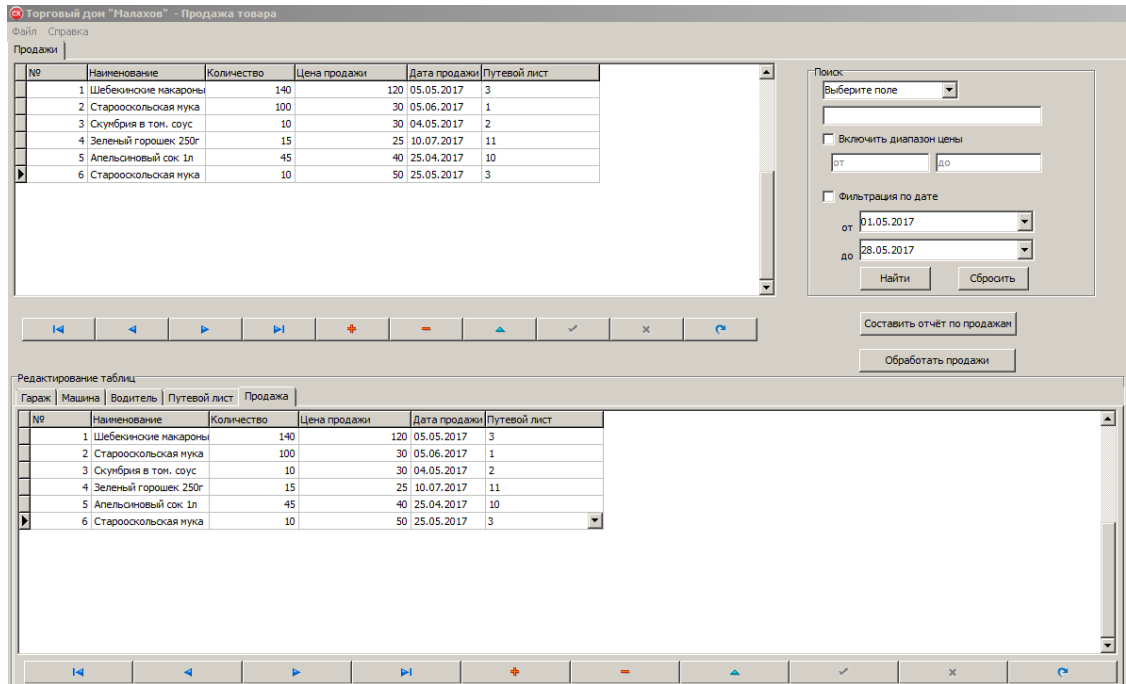 Торговый дом "Малахов" - Продажа товара
Файл Справка
Продажи
№ Наименование Количество Цена продажи Дата продажи Путевой лист
1 Шебекинские макароны 140 120 05.05.2017 3
2 Старооскольская мука 100 30 05.06.2017 1
3 Скумбрия в том. соус 10 30 04.05.2017 2
4 Зеленый горошек 250г 15 25 10.07.2017 11
5 Апельсиновый сок 1л 45 40 25.04.2017 10
6 Старооскольская мука 10 50 25.05.2017 3
Поиск
Выберите поле
Включить диапазон цены
от до
Фильтрация по дате
от 01.05.2017
до 28.05.2017
Найти Сбросить
Составить отчёт по продажам
Обработать продажи
Редактирование таблиц
Гараж Машина Водитель Путевой лист Продажа
№ Наименование Количество Цена продажи Дата продажи Путевой лист
1 Шебекинские макароны 140 120 05.05.2017 3
2 Старооскольская мука 100 30 05.06.2017 1
3 Скумбрия в том. соус 10 30 04.05.2017 2
4 Зеленый горошек 250г 15 25 10.07.2017 11
5 Апельсиновый сок 1л 45 40 25.04.2017 10
6 Старооскольская мука 10 50 25.05.2017 3